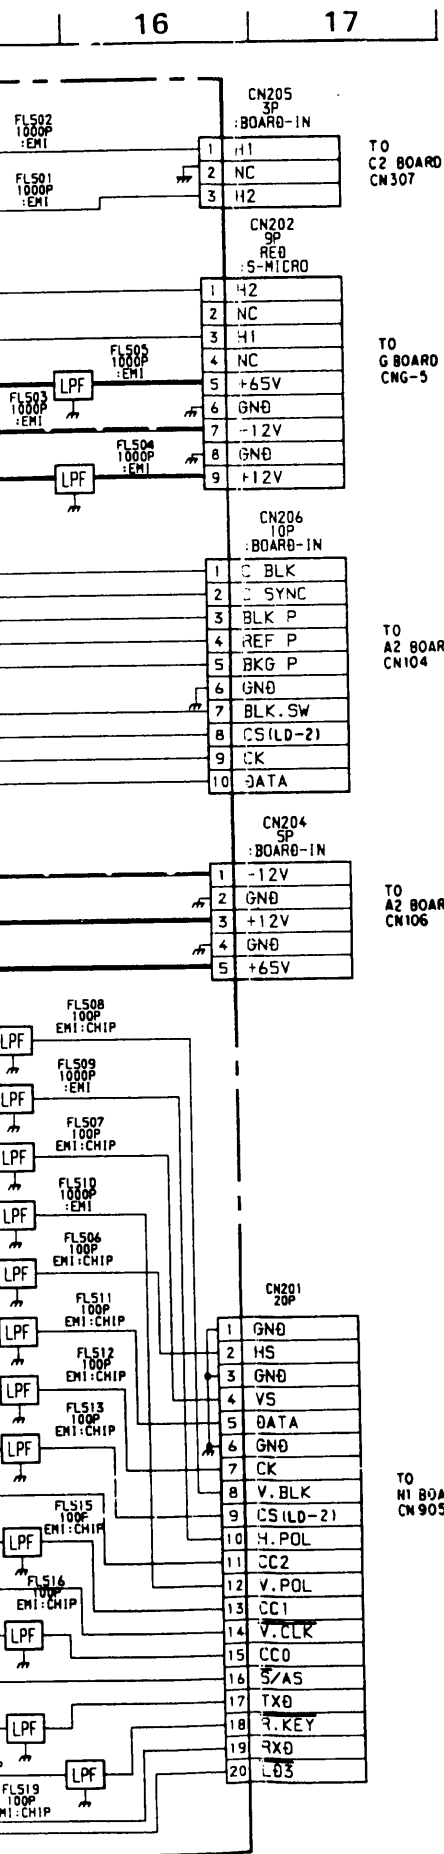 16
17
CN205
3P
:BOARD-IN
FL502
1000P
:EMI
1 H1
2 NC
3 H2
TO
C2 BOARD
CN307
FL501
1000P
:EMI
CN202
9P
RED
:S-MICRO
1 H2
2 NC
3 H1
4 NC
5 +65V
6 GND
7 -12V
8 GND
9 +12V
TO
G BOARD
CNG-5
FL505
1000P
:EMI
LPF
FL503
1000P
:EMI
FL504
1000P
:EMI
LPF
CN206
10P
:BOARD-IN
1 C BLK
2 C SYNC
3 BLK P
4 REF P
5 BKG P
6 GND
7 BLK.SW
8 CS(LD-2)
9 CK
10 DATA
TO
A2 BOAR
CN104
CN204
5P
:BOARD-IN
1 -12V
2 GND
3 +12V
4 GND
5 +65V
TO
A2 BOAR
CN106
FL508
100P
EMI:CHIP
LPF
FL509
1000P
:EMI
LPF
FL507
100P
EMI:CHIP
LPF
FL510
1000P
:EMI
LPF
FL506
100P
EMI:CHIP
LPF
FL511
100P
EMI:CHIP
LPF
FL512
100P
EMI:CHIP
LPF
FL513
100P
EMI:CHIP
LPF
FL515
100P
EMI:CHIP
LPF
FL516
100P
EMI:CHIP
LPF
LPF
LPF
FL519
100P
EMI:CHIP
CN201
20P
1 GND
2 HS
3 GND
4 VS
5 DATA
6 GND
7 CK
8 V.BLK
9 CS(LD-2)
10 H.POL
11 CC2
12 V.POL
13 CC1
14 V.CLK
15 CC0
16 S/AS
17 TXD
18 R.KEY
19 RXD
20 LD3
TO
N1 BOA
CN905